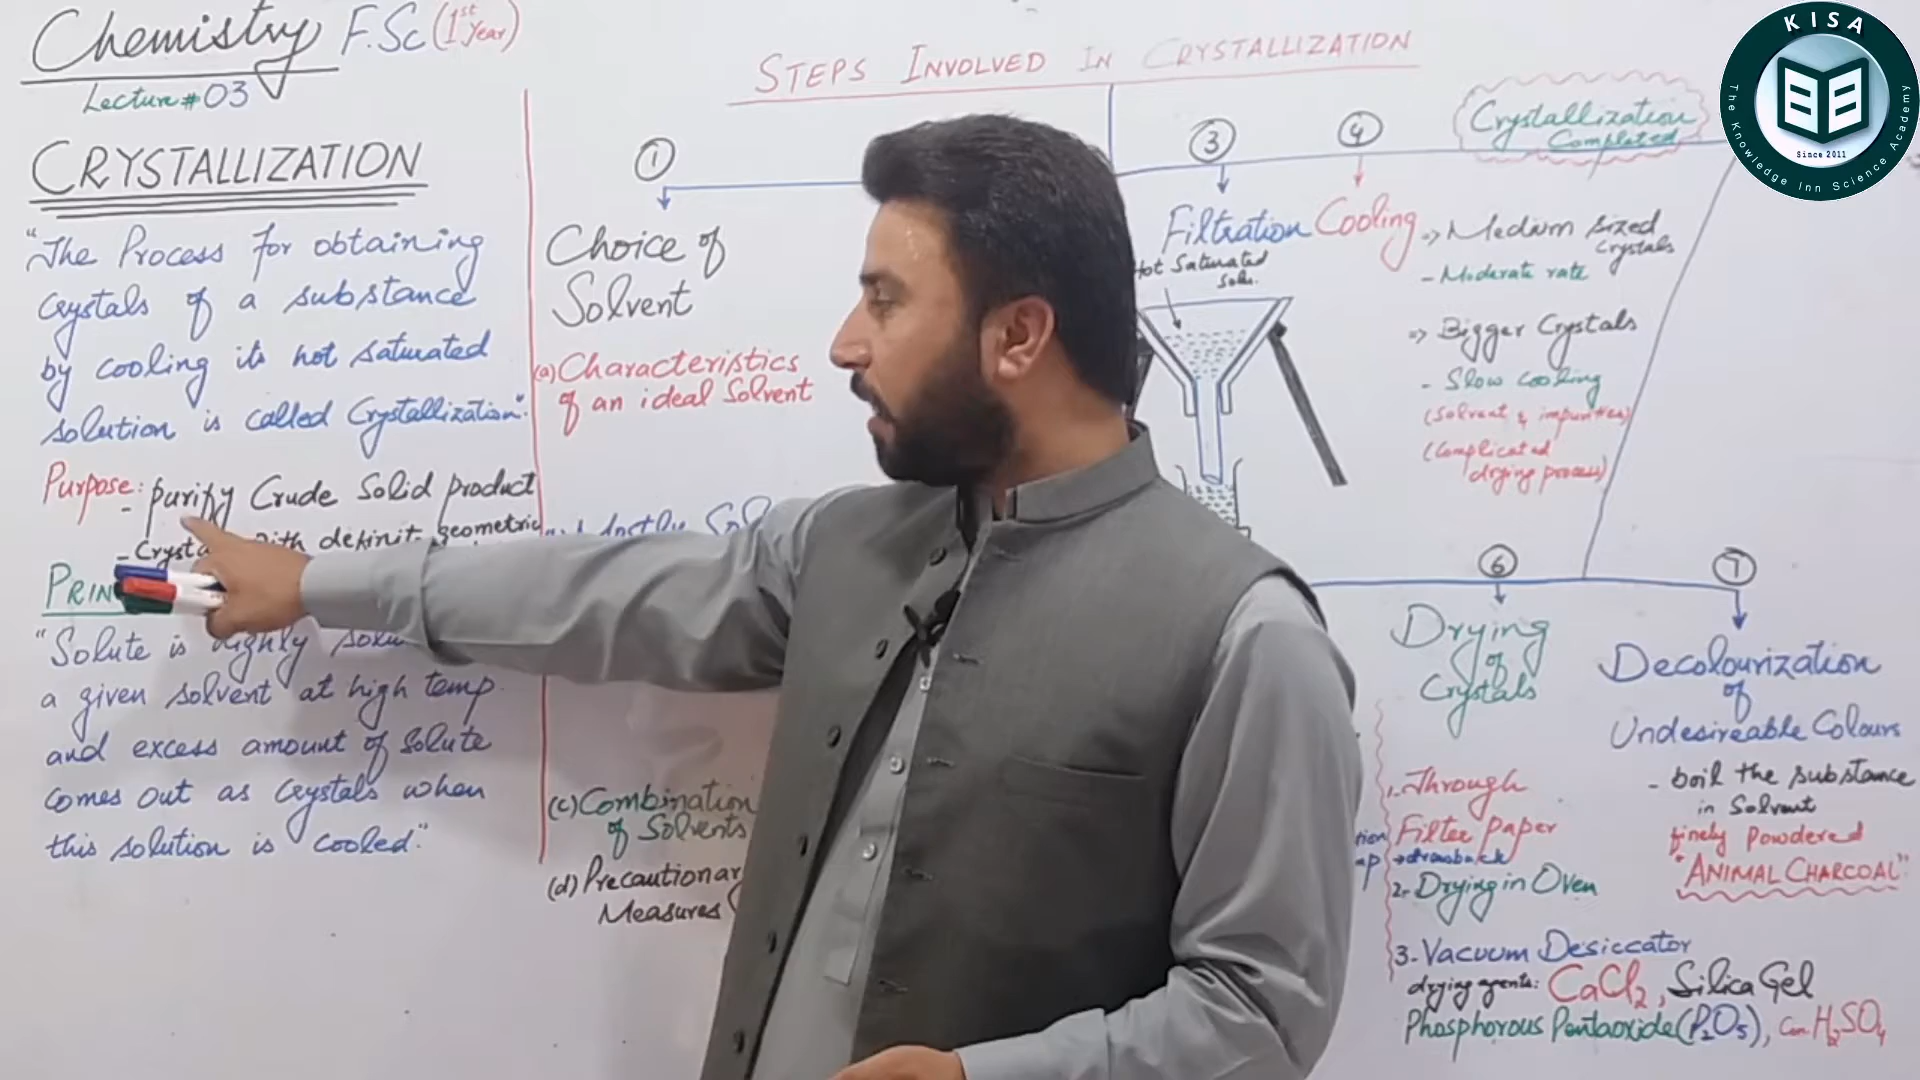 Chemistry F.Sc (1st Year)
Lecture # 03
CRYSTALLIZATION
"The Process for obtaining
Crystals of a substance
by cooling its hot saturated
solution is called Crystallization".
Purpose:
- purify Crude Solid product
- definit geometric
"Solute is highly
a given solvent at high temp.
and excess amount of solute
comes out as Crystals when
this solution is cooled".
STEPS INVOLVED IN CRYSTALLIZATION
①
Choice of
Solvent
(a) Characteristics
of an ideal Solvent
Mostly
(c) Combination
of Solvents
(d) Precautionary
Measures
③
Filtration
Hot Saturated
Soln.
④
Cooling
Crystallization
Completed
=> Medium Sized
Crystals
- Moderate rate
=> Bigger Crystals
- Slow cooling
(Solvent & impurities)
(Complicated
drying process)
⑥
Drying
of
Crystals
1. Through
Filter Paper
→ drawback
2- Drying in Oven
3- Vacuum Desiccator
drying agents: CaCl2, Silica Gel
Phosphorous Pentaoxide (P2O5), Con. H2SO4
⑦
Decolourization
of
Undesireable Colours
- boil the substance
in Solvent
finely Powdered
"ANIMAL CHARCOAL"
KISA
Since 2011
The Knowledge Inn Science Academy